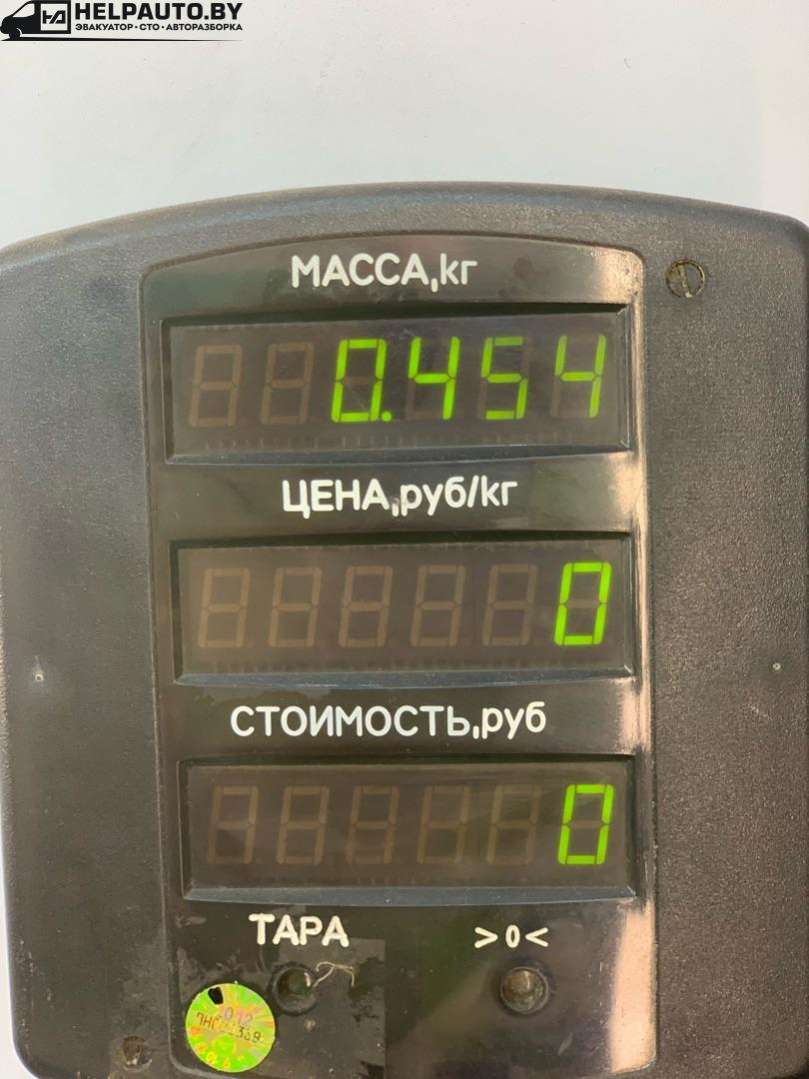 HELPAUTO.BY
ЭВАКУАТОР • СТО • АВТОРАЗБОРКА
МАССА,кг
0.454
ЦЕНА,руб/кг
0
СТОИМОСТЬ,руб
0
ТАРА >0<